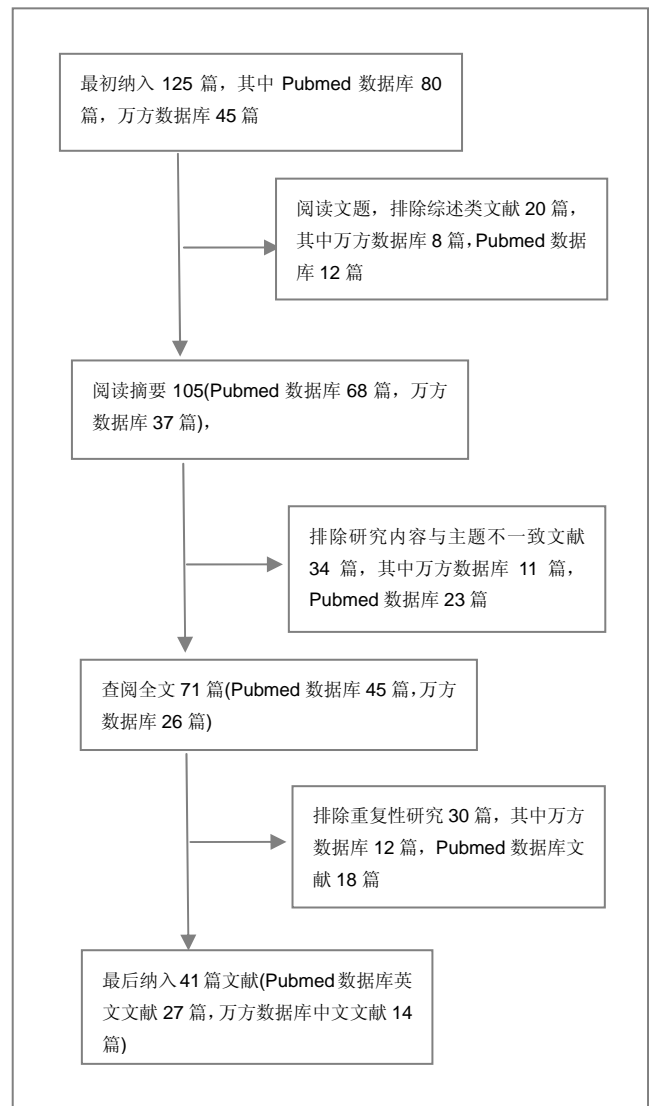 最初纳入 125 篇，其中 Pubmed 数据库 80
篇，万方数据库 45 篇
阅读文题，排除综述类文献 20 篇，
其中万方数据库 8 篇，Pubmed 数据
库 12 篇
阅读摘要 105(Pubmed 数据库 68 篇，万方
数据库 37 篇)，
排除研究内容与主题不一致文献
34 篇，其中万方数据库 11 篇，
Pubmed 数据库 23 篇
查阅全文 71 篇(Pubmed 数据库 45 篇，万方
数据库 26 篇)
排除重复性研究 30 篇，其中万方
数据库 12 篇，Pubmed 数据库文
献 18 篇
最后纳入 41 篇文献(Pubmed 数据库英
文文献 27 篇，万方数据库中文文献 14
篇)